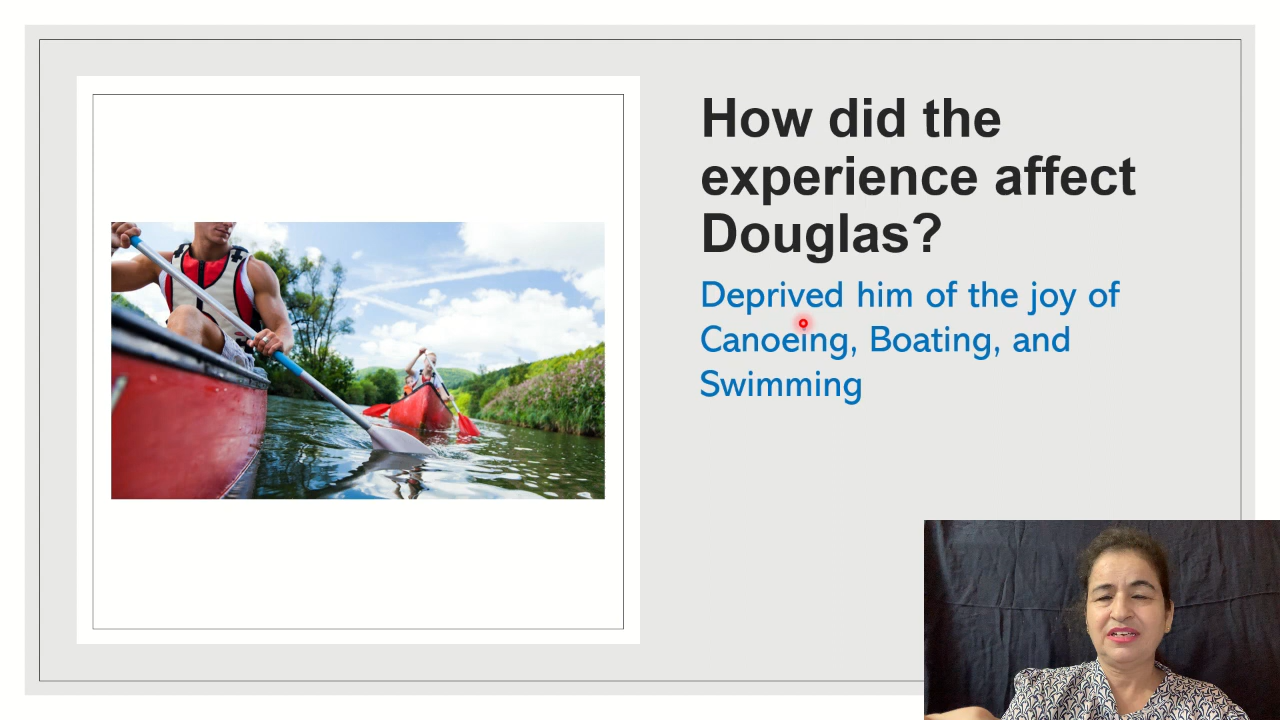 How did the
experience affect
Douglas?
Deprived him of the joy of
Canoeing, Boating, and
Swimming